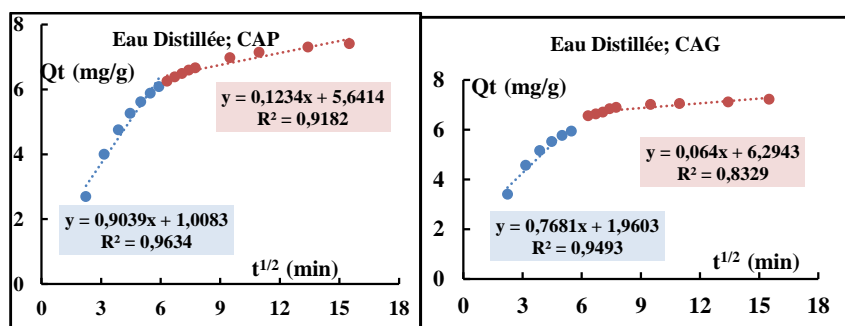 Eau Distillée; CAP
Qt (mg/g)
8
6
4
2
0
y = 0,1234x + 5,6414
R² = 0,9182
y = 0,9039x + 1,0083
R² = 0,9634
t^1/2 (min)
0 3 6 9 12 15 18
Eau Distillée; CAG
Qt (mg/g)
10
8
6
4
2
0
y = 0,064x + 6,2943
R² = 0,8329
y = 0,7681x + 1,9603
R² = 0,9493
t^1/2 (min)
0 3 6 9 12 15 18